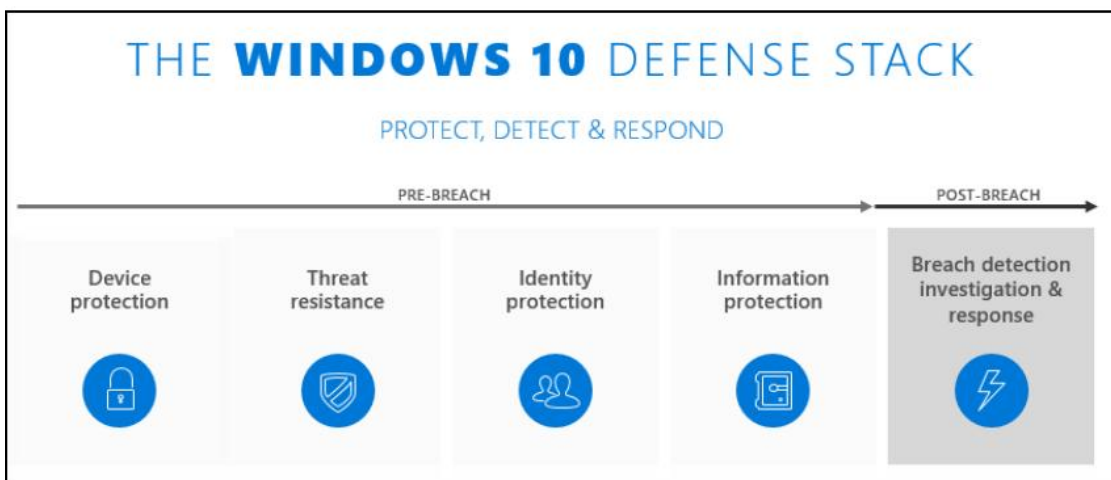 THE WINDOWS 10 DEFENSE STACK
PROTECT, DETECT & RESPOND
PRE-BREACH
POST-BREACH
Device
protection
Threat
resistance
Identity
protection
Information
protection
Breach detection
investigation &
response